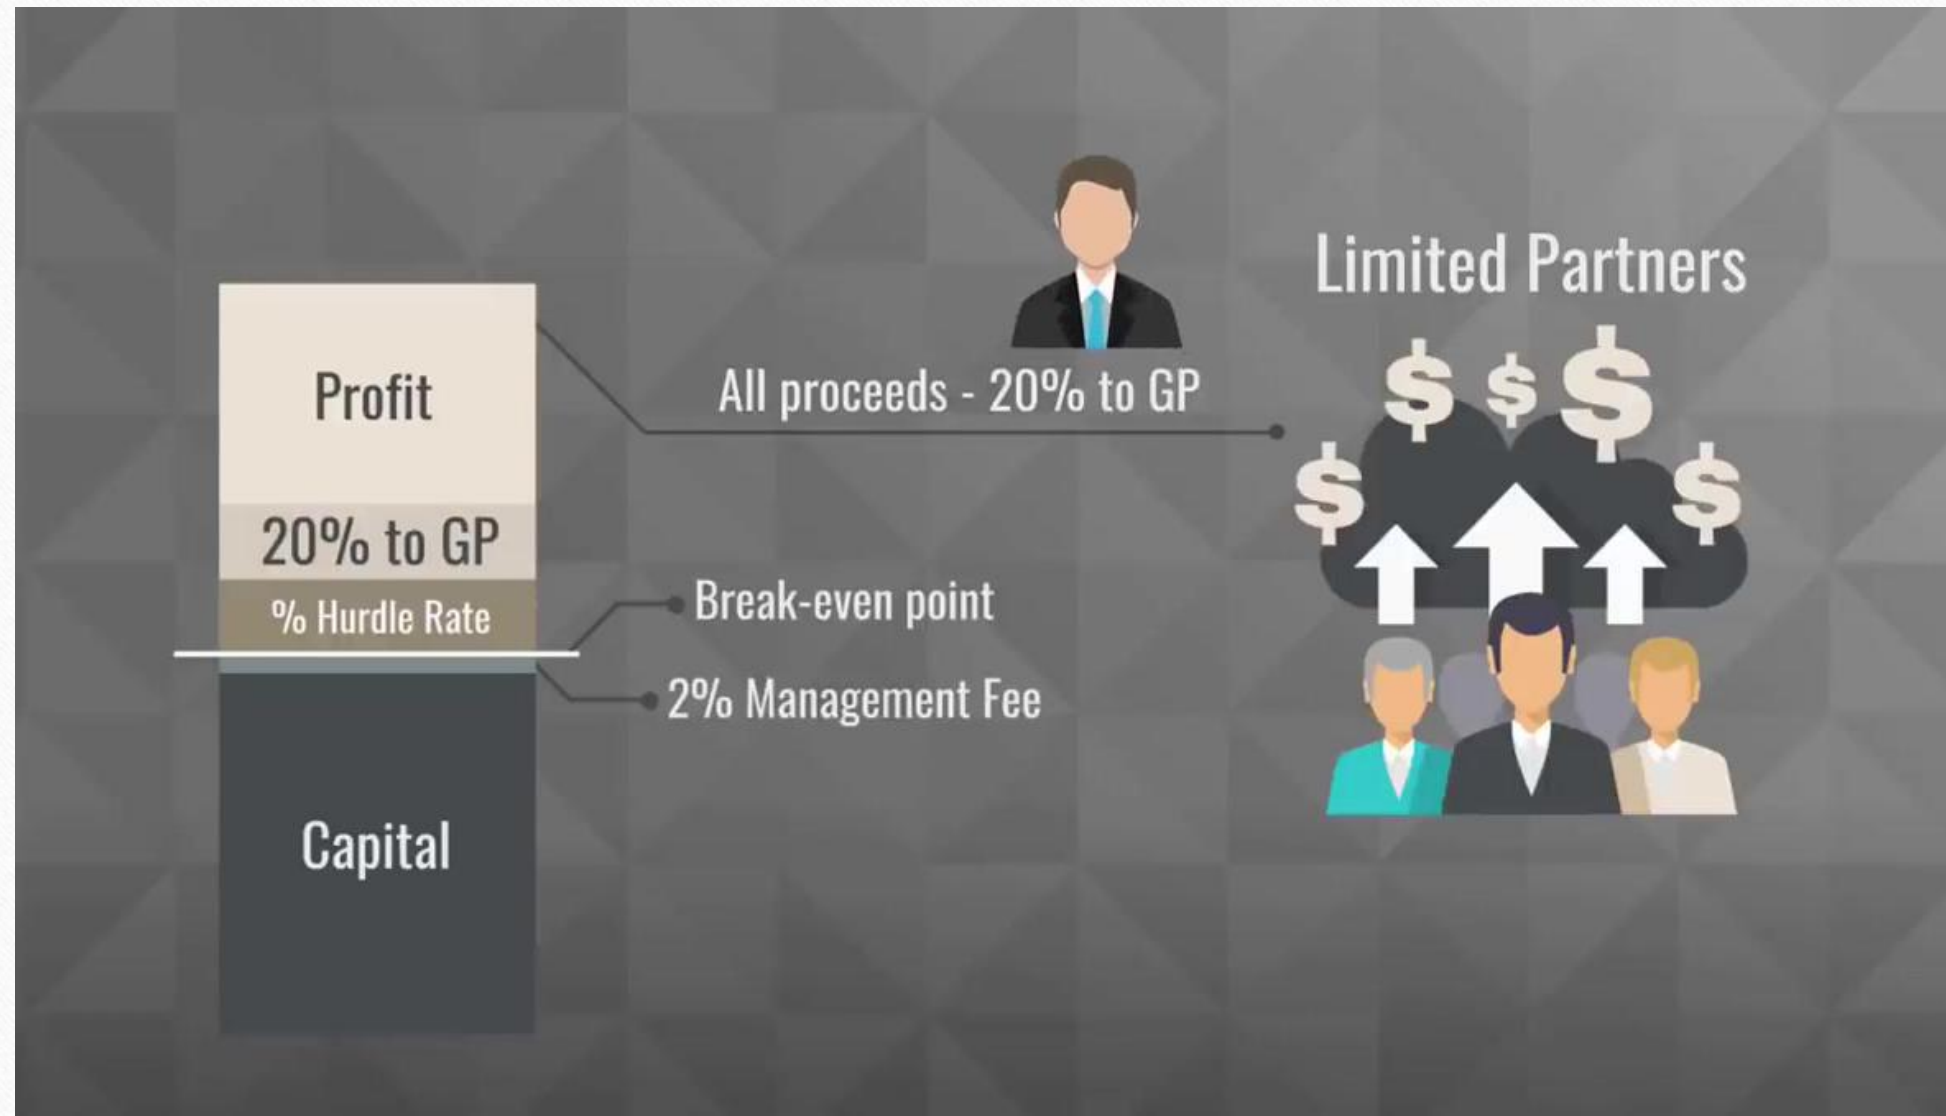 Limited Partners
Profit
All proceeds - 20% to GP
$ $ $
$ $
20% to GP
% Hurdle Rate
Break-even point
2% Management Fee
Capital